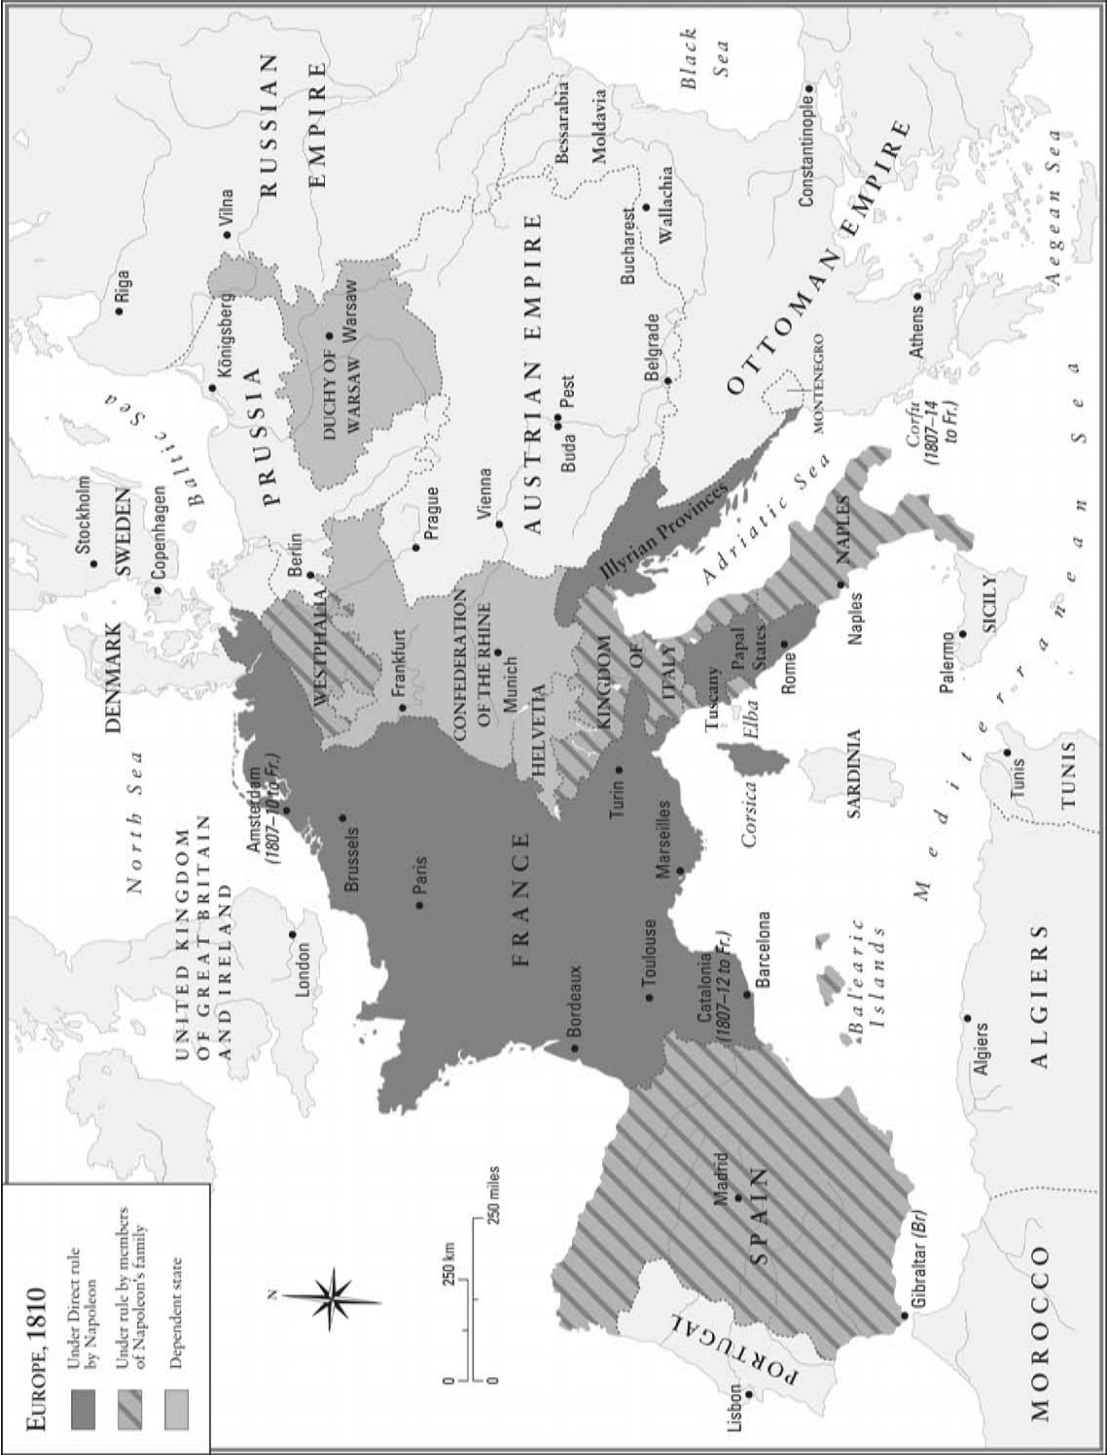 EUROPE, 1810
Under Direct rule
by Napoleon
Under rule by members
of Napoleon's family
Dependent state
N
0
250 km
0
250 miles
North Sea
UNITED KINGDOM
OF GREAT BRITAIN
AND IRELAND
London
DENMARK
SWEDEN
Stockholm
Copenhagen
Baltic Sea
Riga
Vilna
RUSSIAN
EMPIRE
Königsberg
PRUSSIA
DUCHY OF
WARSAW
Warsaw
Berlin
WESTPHALIA
Amsterdam
(1807–10 to Fr.)
Brussels
Paris
FRANCE
Frankfurt
CONFEDERATION
OF THE RHINE
Munich
HELVETIA
Prague
Vienna
AUSTRIAN EMPIRE
Buda
Pest
Bessarabia
Moldavia
Bucharest
Wallachia
Belgrade
Black
Sea
Constantinople
OTTOMAN EMPIRE
MONTENEGRO
Athens
Aegean Sea
Corfu
(1807–14
to Fr.)
Illyrian Provinces
Adriatic Sea
KINGDOM
OF
ITALY
Turin
Tuscany
Papal
States
Rome
NAPLES
Naples
Palermo
SICILY
Elba
Corsica
SARDINIA
Marseilles
Toulouse
Bordeaux
Catalonia
(1807–12 to Fr.)
Barcelona
Balearic
Islands
Madrid
SPAIN
PORTUGAL
Lisbon
Gibraltar (Br)
Mediterranean Sea
MOROCCO
Algiers
ALGIERS
Tunis
TUNIS